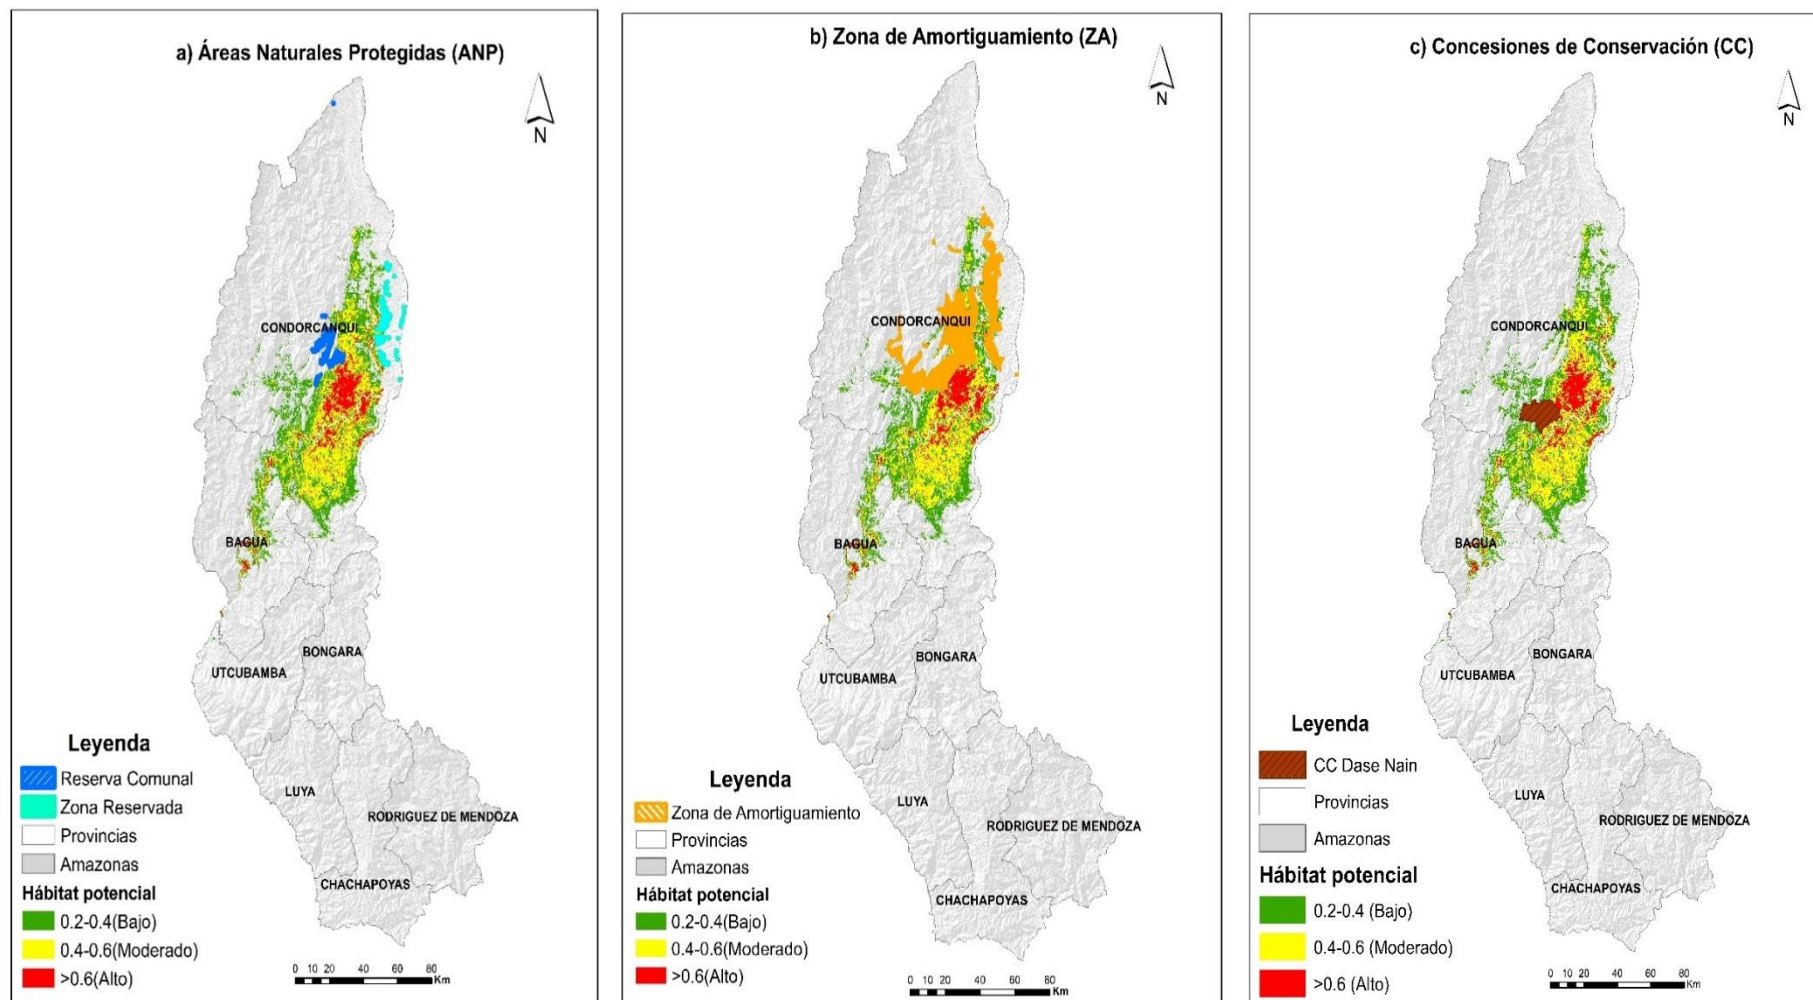 a) Áreas Naturales Protegidas (ANP)
N
CONDORCANQUI
BAGUA
BONGARA
UTCUBAMBA
LUYA
RODRIGUEZ DE MENDOZA
CHACHAPOYAS
Leyenda
Reserva Comunal
Zona Reservada
Provincias
Amazonas
Hábitat potencial
0.2-0.4(Bajo)
0.4-0.6(Moderado)
>0.6(Alto)
0 10 20 40 60 80
Km
b) Zona de Amortiguamiento (ZA)
N
CONDORCANQUI
BAGUA
BONGARA
UTCUBAMBA
LUYA
RODRIGUEZ DE MENDOZA
CHACHAPOYAS
Leyenda
Zona de Amortiguamiento
Provincias
Amazonas
Hábitat potencial
0.2-0.4(Bajo)
0.4-0.6(Moderado)
>0.6(Alto)
0 10 20 40 60 80
Km
c) Concesiones de Conservación (CC)
N
CONDORCANQUI
BAGUA
BONGARA
UTCUBAMBA
LUYA
RODRIGUEZ DE MENDOZA
CHACHAPOYAS
Leyenda
CC Dase Nain
Provincias
Amazonas
Hábitat potencial
0.2-0.4 (Bajo)
0.4-0.6 (Moderado)
>0.6 (Alto)
0 10 20 40 60 80
Km